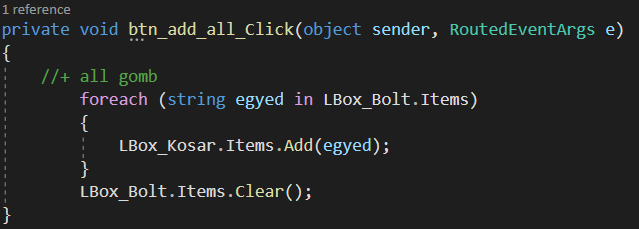 1 reference
private void btn_add_all_Click(object sender, RoutedEventArgs e)
{
//+ all gomb
foreach (string egyed in LBox_Bolt.Items)
{
LBox_Kosar.Items.Add(egyed);
}
LBox_Bolt.Items.Clear();
}